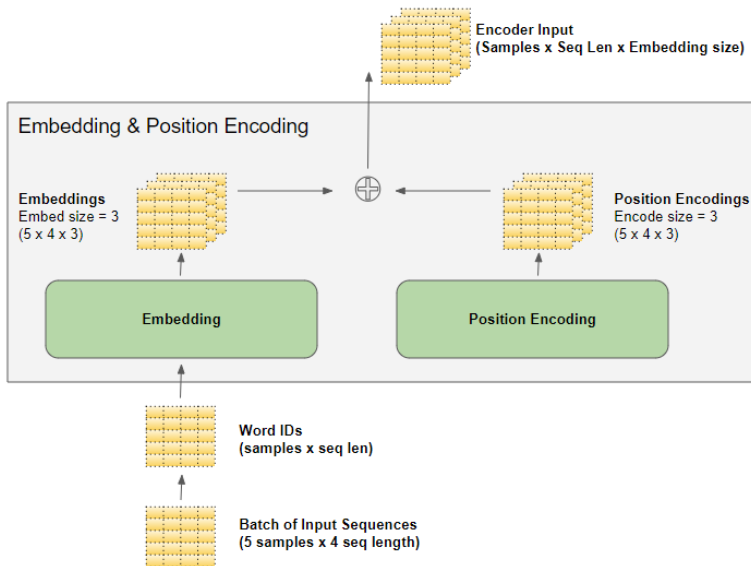 Encoder Input
(Samples x Seq Len x Embedding size)
Embedding & Position Encoding
Embeddings
Embed size = 3
(5 x 4 x 3)
Position Encodings
Encode size = 3
(5 x 4 x 3)
Embedding
Position Encoding
Word IDs
(samples x seq len)
Batch of Input Sequences
(5 samples x 4 seq length)